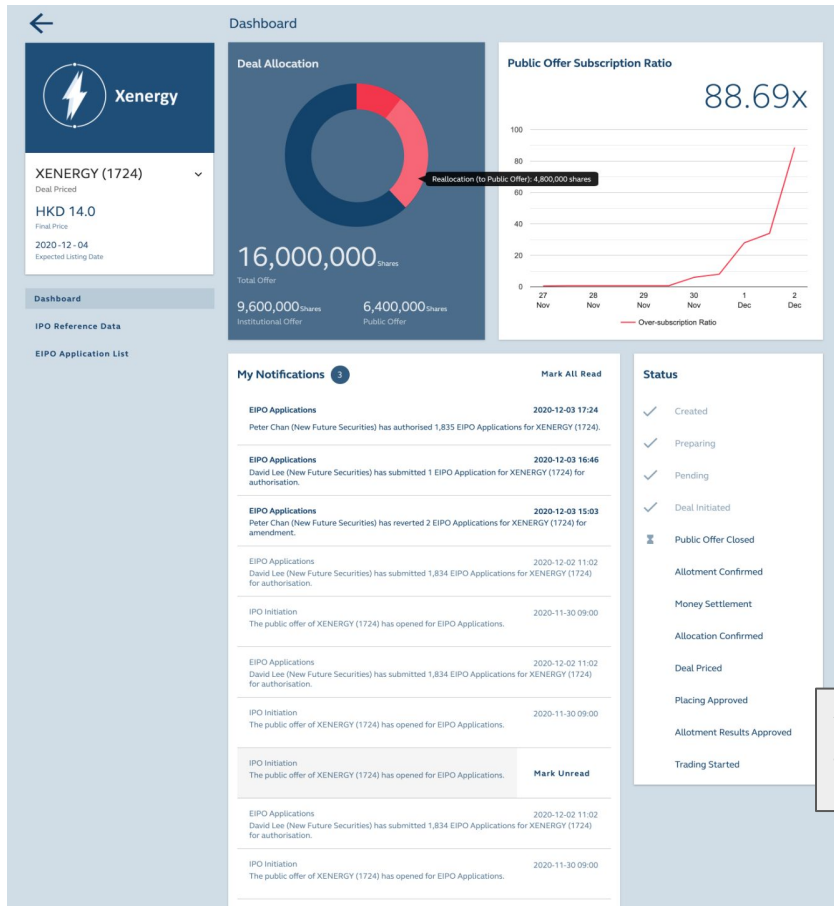 Dashboard
Xenergy
XENERGY (1724)
Deal Priced
HKD 14.0
Final Price
2020-12-04
Expected Listing Date
Dashboard
IPO Reference Data
EIPO Application List
Deal Allocation
Reallocation (to Public Offer): 4,800,000 shares
16,000,000 Shares
Total Offer
9,600,000 Shares
Institutional Offer
6,400,000 Shares
Public Offer
Public Offer Subscription Ratio
88.69x
100
80
60
40
20
0
27 Nov
28 Nov
29 Nov
30 Nov
1 Dec
2 Dec
Over-subscription Ratio
My Notifications 3
Mark All Read
EIPO Applications 2020-12-03 17:24
Peter Chan (New Future Securities) has authorised 1,835 EIPO Applications for XENERGY (1724).
EIPO Applications 2020-12-03 16:46
David Lee (New Future Securities) has submitted 1 EIPO Application for XENERGY (1724) for
authorisation.
EIPO Applications 2020-12-03 15:03
Peter Chan (New Future Securities) has reverted 2 EIPO Applications for XENERGY (1724) for
amendment.
EIPO Applications 2020-12-02 11:02
David Lee (New Future Securities) has submitted 1,834 EIPO Applications for XENERGY (1724)
for authorisation.
IPO Initiation 2020-11-30 09:00
The public offer of XENERGY (1724) has opened for EIPO Applications.
EIPO Applications 2020-12-02 11:02
David Lee (New Future Securities) has submitted 1,834 EIPO Applications for XENERGY (1724)
for authorisation.
IPO Initiation 2020-11-30 09:00
The public offer of XENERGY (1724) has opened for EIPO Applications.
IPO Initiation
The public offer of XENERGY (1724) has opened for EIPO Applications.
Mark Unread
EIPO Applications 2020-12-02 11:02
David Lee (New Future Securities) has submitted 1,834 EIPO Applications for XENERGY (1724)
for authorisation.
IPO Initiation 2020-11-30 09:00
The public offer of XENERGY (1724) has opened for EIPO Applications.
Status
Created
Preparing
Pending
Deal Initiated
Public Offer Closed
Allotment Confirmed
Money Settlement
Allocation Confirmed
Deal Priced
Placing Approved
Allotment Results Approved
Trading Started